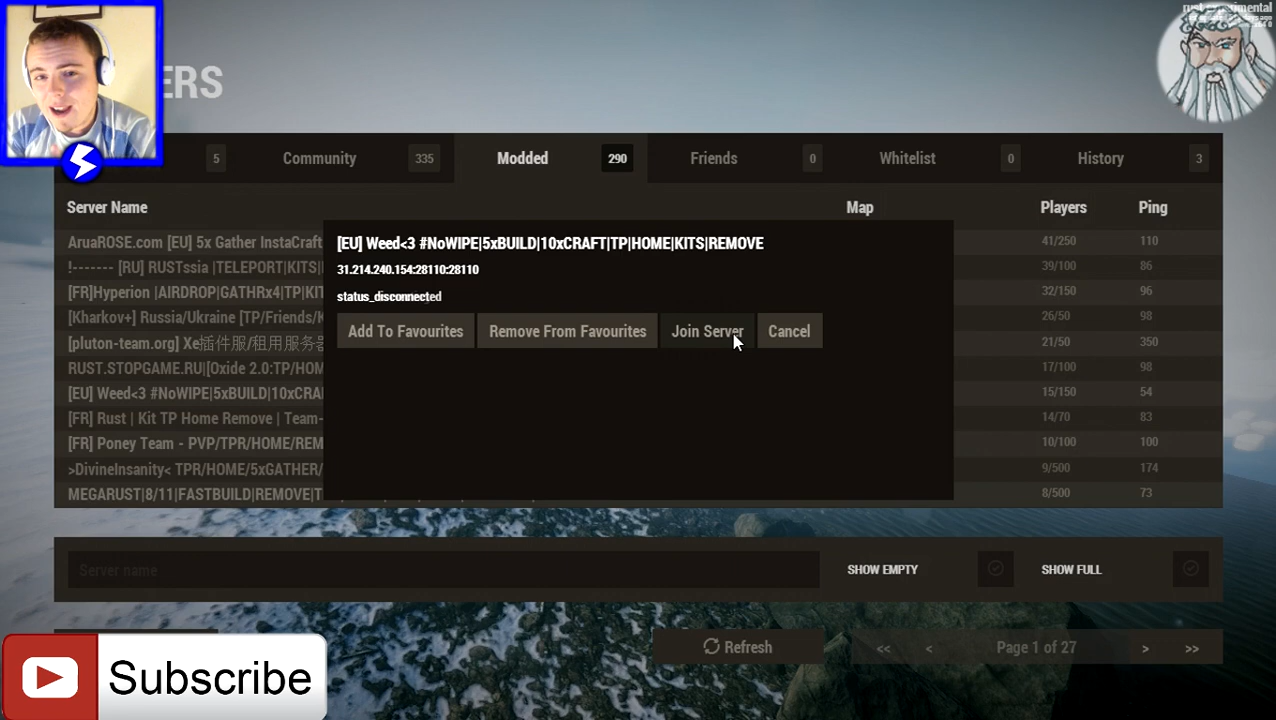 rust experimental
ERS
5
Community 335
Modded 290
Friends 0
Whitelist 0
History 3
Server Name Map Players Ping
AruaROSE.com [EU] 5x Gather InstaCraft 41/250 110
!------- [RU] RUSTssia |TELEPORT|KITS| 39/100 86
[FR]Hyperion |AIRDROP|GATHRx4|TP|KIT 32/150 96
[Kharkov+] Russia/Ukraine [TP/Friends/ 26/50 98
[pluton-team.org] Xe插件服/租用服务器 21/50 350
RUST.STOPGAME.RU|[Oxide 2.0:TP/HO 17/100 98
[EU] Weed<3 #NoWIPE|5xBUILD|10xCRA 15/150 54
[FR] Rust | Kit TP Home Remove | Team- 14/70 83
[FR] Poney Team - PVP/TPR/HOME/REM 10/100 100
>DivineInsanity< TPR/HOME/5xGATHER/ 9/500 174
MEGARUST|8/11|FASTBUILD|REMOVE|T 8/500 73
[EU] Weed<3 #NoWIPE|5xBUILD|10xCRAFT|TP|HOME|KITS|REMOVE
31.214.240.154:28110:28110
status_disconnected
Add To Favourites Remove From Favourites Join Server Cancel
Server name
SHOW EMPTY SHOW FULL
Refresh << < Page 1 of 27 > >>
Subscribe